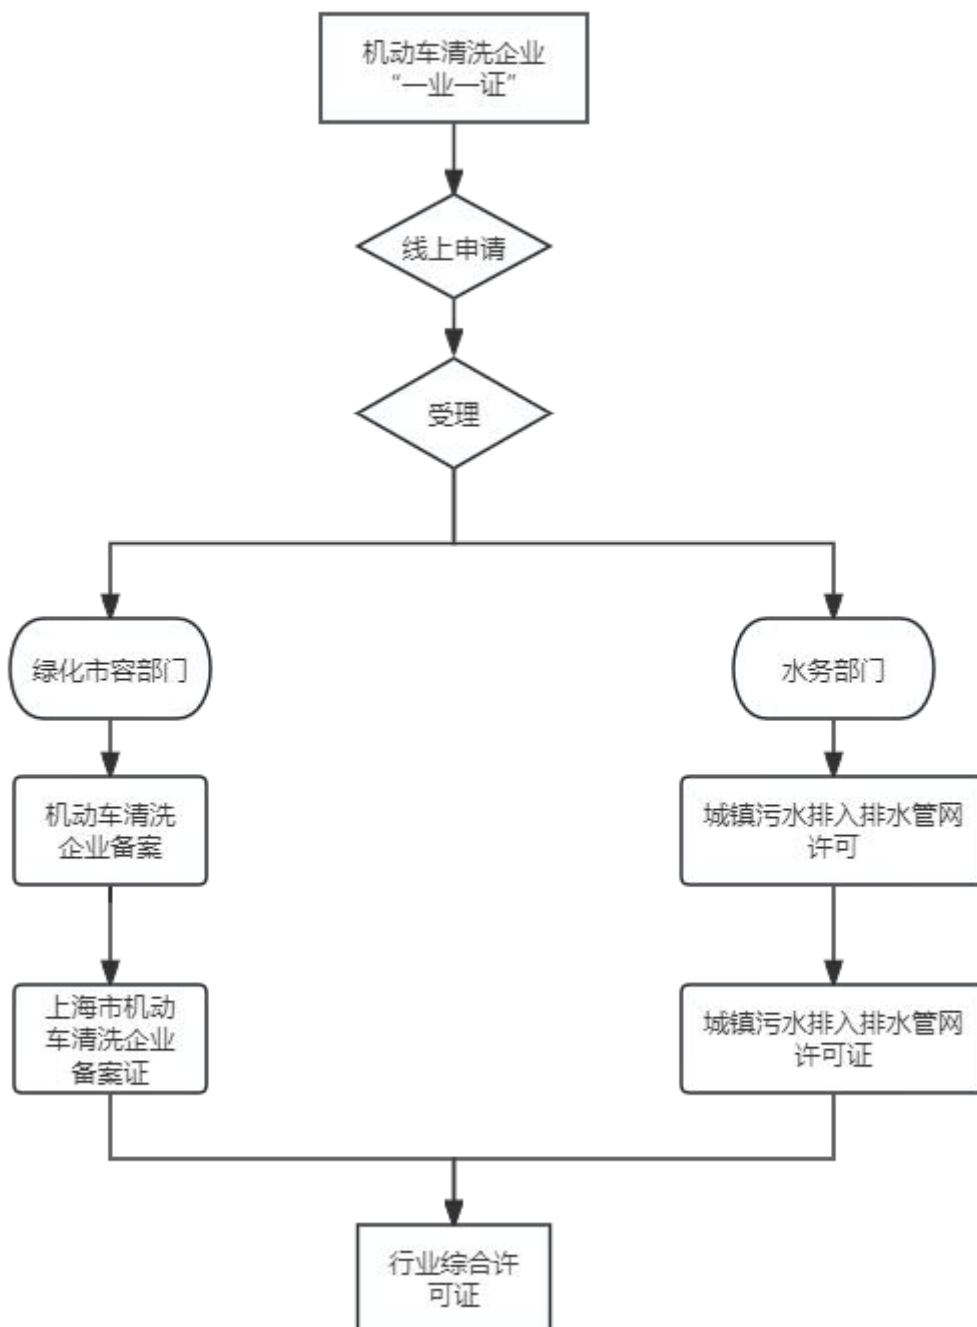 机动车清洗企业
“一业一证”
线上申请
受理
绿化市容部门
水务部门
机动车清洗
企业备案
城镇污水排入排水管网
许可
上海市机动
车清洗企业
备案证
城镇污水排入排水管网
许可证
行业综合许
可证